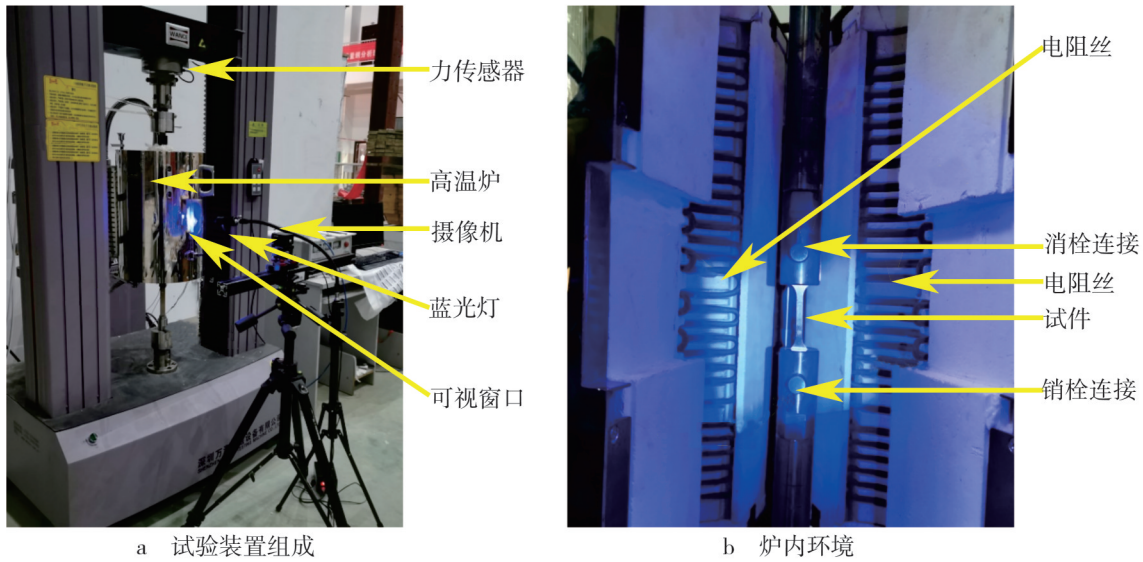 WANCE
力传感器
高温炉
摄像机
蓝光灯
可视窗口
a 试验装置组成
电阻丝
消栓连接
电阻丝
试件
销栓连接
b 炉内环境